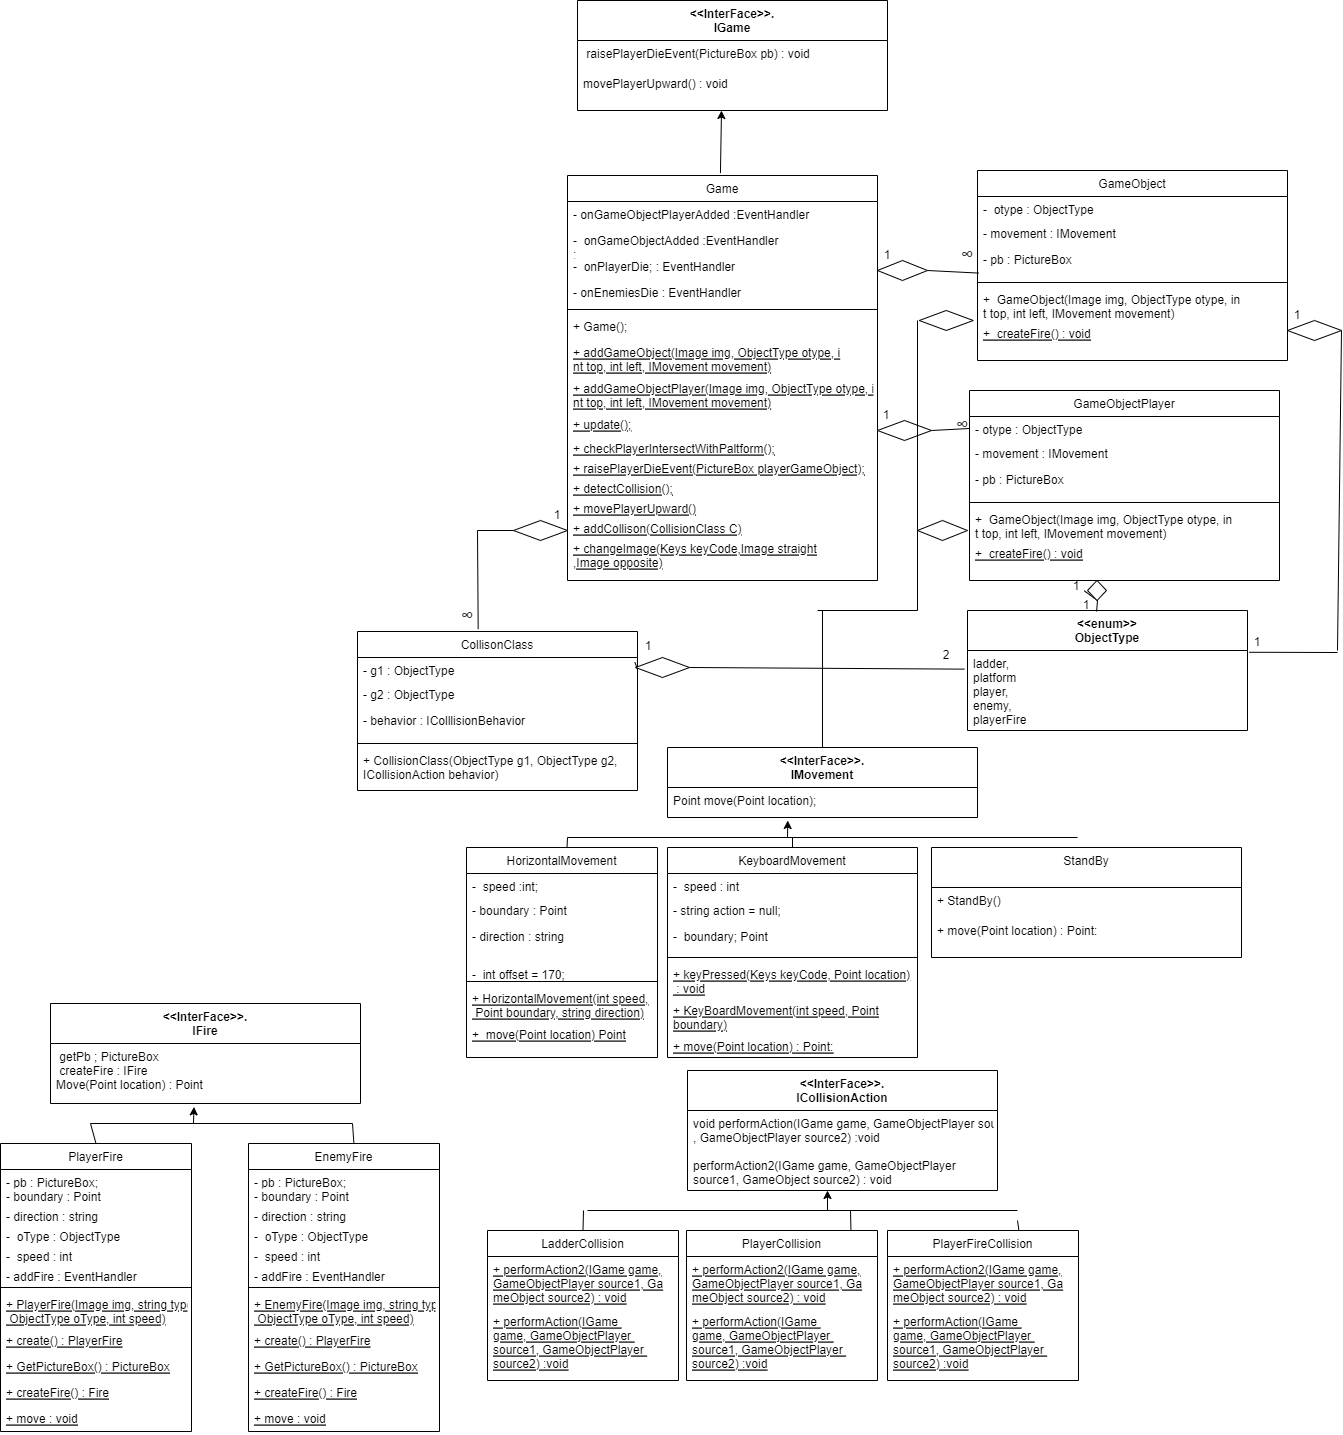 <<InterFace>>.
IGame
raisePlayerDieEvent(PictureBox pb) : void
movePlayerUpward() : void
Game
- onGameObjectPlayerAdded :EventHandler
-  onGameObjectAdded :EventHandler
:
-  onPlayerDie; : EventHandler
- onEnemiesDie : EventHandler
+ Game();
+ addGameObject(Image img, ObjectType otype, i
nt top, int left, IMovement movement)
+ addGameObjectPlayer(Image img, ObjectType otype, i
nt top, int left, IMovement movement)
+ update();
+ checkPlayerIntersectWithPaltform();
+ raisePlayerDieEvent(PictureBox playerGameObject);
+ detectCollision();
+ movePlayerUpward()
+ addCollison(CollisionClass C)
+ changeImage(Keys keyCode,Image straight
,Image opposite)
1
∞
GameObject
-  otype : ObjectType
- movement : IMovement
- pb : PictureBox
+  GameObject(Image img, ObjectType otype, in
t top, int left, IMovement movement)
+  createFire() : void
1
1
∞
GameObjectPlayer
- otype : ObjectType
- movement : IMovement
- pb : PictureBox
+  GameObject(Image img, ObjectType otype, in
t top, int left, IMovement movement)
+  createFire() : void
1
1
1
∞
<<enum>>
ObjectType
ladder,
platform
player,
enemy,
playerFire
1
CollisonClass
- g1 : ObjectType
- g2 : ObjectType
- behavior : IColllisionBehavior
+ CollisionClass(ObjectType g1, ObjectType g2,
ICollisionAction behavior)
1
2
<<InterFace>>.
IMovement
Point move(Point location);
HorizontalMovement
-  speed :int;
- boundary : Point
- direction : string
-  int offset = 170;
+ HorizontalMovement(int speed,
Point boundary, string direction)
+  move(Point location) Point
KeyboardMovement
-  speed : int
- string action = null;
-  boundary; Point
+ keyPressed(Keys keyCode, Point location)
: void
+ KeyBoardMovement(int speed, Point
boundary)
+ move(Point location) : Point:
StandBy
+ StandBy()
+ move(Point location) : Point:
<<InterFace>>.
IFire
getPb ; PictureBox
createFire : IFire
Move(Point location) : Point
PlayerFire
- pb : PictureBox;
- boundary : Point
- direction : string
-  oType : ObjectType
-  speed : int
- addFire : EventHandler
+ PlayerFire(Image img, string typ
ObjectType oType, int speed)
+ create() : PlayerFire
+ GetPictureBox() : PictureBox
+ createFire() : Fire
+ move : void
EnemyFire
- pb : PictureBox;
- boundary : Point
- direction : string
-  oType : ObjectType
-  speed : int
- addFire : EventHandler
+ EnemyFire(Image img, string typ
ObjectType oType, int speed)
+ create() : PlayerFire
+ GetPictureBox() : PictureBox
+ createFire() : Fire
+ move : void
<<InterFace>>.
ICollisionAction
void performAction(IGame game, GameObjectPlayer sou
, GameObjectPlayer source2) :void
performAction2(IGame game, GameObjectPlayer
source1, GameObject source2) : void
LadderCollision
+ performAction2(IGame game,
GameObjectPlayer source1, Ga
meObject source2) : void
+ performAction(IGame
game, GameObjectPlayer
source1, GameObjectPlayer
source2) :void
PlayerCollision
+ performAction2(IGame game,
GameObjectPlayer source1, Ga
meObject source2) : void
+ performAction(IGame
game, GameObjectPlayer
source1, GameObjectPlayer
source2) :void
PlayerFireCollision
+ performAction2(IGame game,
GameObjectPlayer source1, Ga
meObject source2) : void
+ performAction(IGame
game, GameObjectPlayer
source1, GameObjectPlayer
source2) :void